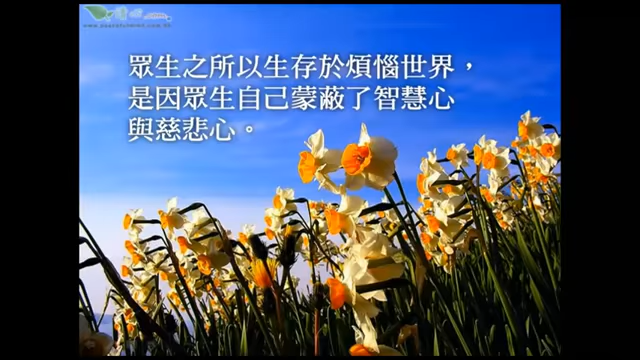 眾生之所以生存於煩惱世界，
是因眾生自己蒙蔽了智慧心
與慈悲心。